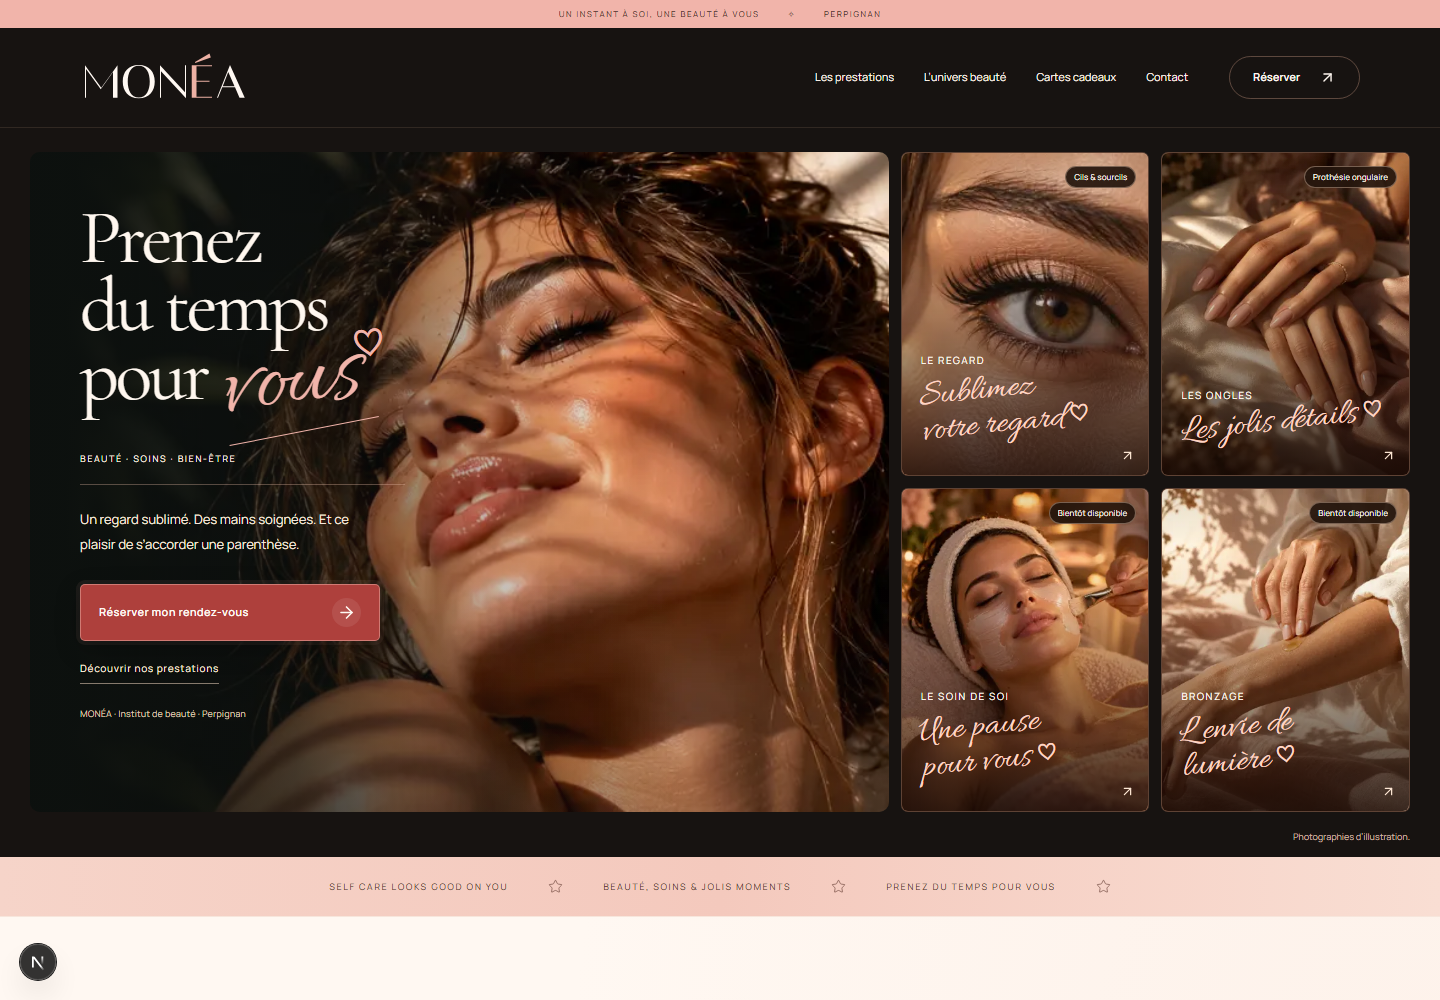 UN INSTANT À SOI, UNE BEAUTÉ À VOUS
PERPIGNAN
MONÉA
Les prestations
L'univers beauté
Cartes cadeaux
Contact
Réserver
Prenez
du temps
pour vous
BEAUTÉ · SOINS · BIEN-ÊTRE
Un regard sublimé. Des mains soignées. Et ce
plaisir de s'accorder une parenthèse.
Réserver mon rendez-vous
Découvrir nos prestations
MONÉA · Institut de beauté · Perpignan
Cils & sourcils
LE REGARD
Sublimez
votre regard
Prothésie ongulaire
LES ONGLES
Les jolis détails
Bientôt disponible
LE SOIN DE SOI
Une pause
pour vous
Bientôt disponible
BRONZAGE
L'envie de
lumière
Photographies d'illustration.
SELF CARE LOOKS GOOD ON YOU
BEAUTÉ, SOINS & JOLIS MOMENTS
PRENEZ DU TEMPS POUR VOUS
N